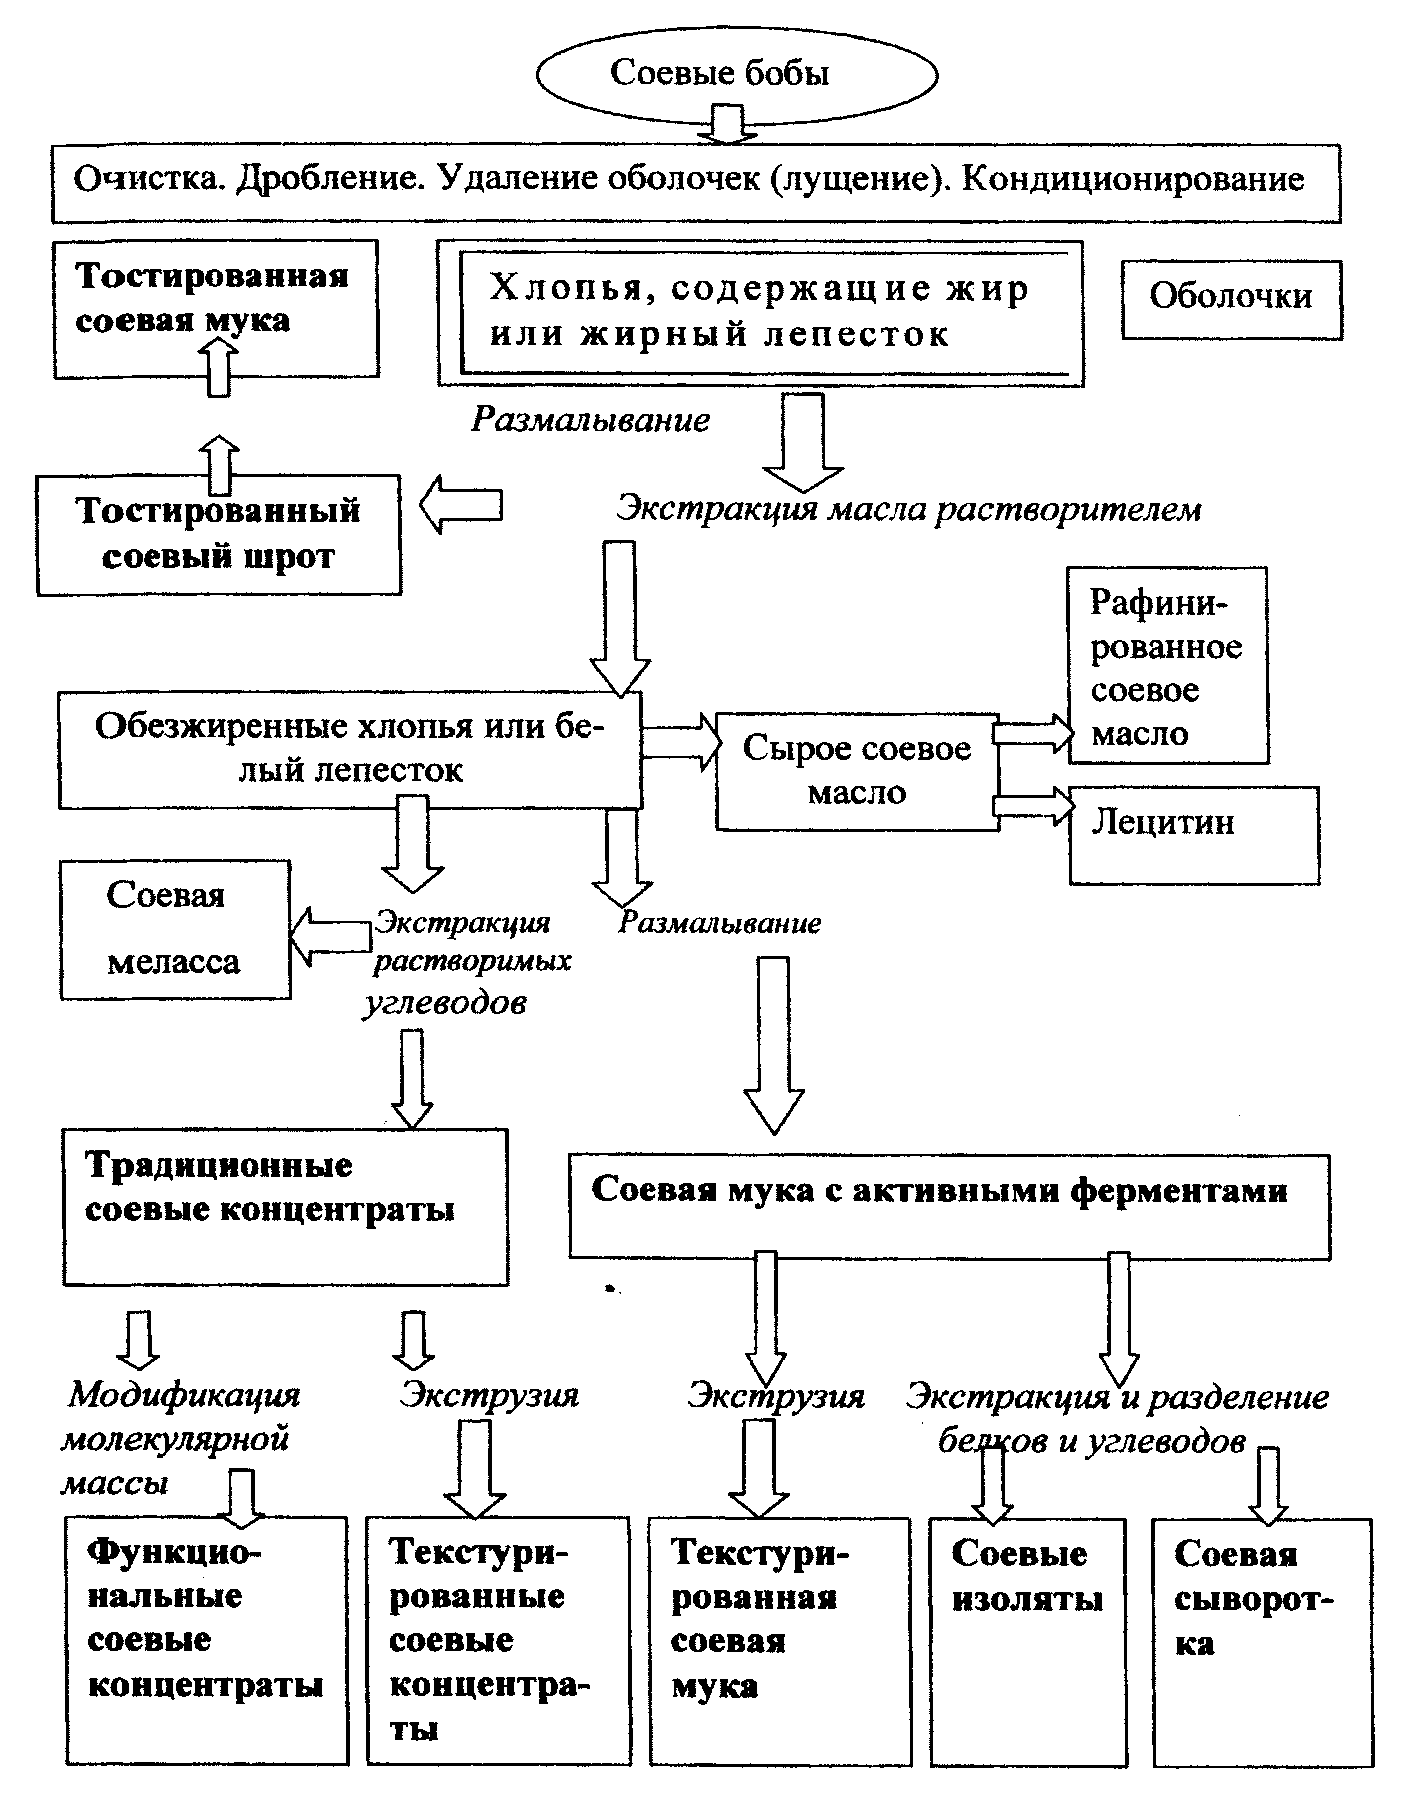 Соевые бобы
Очистка. Дробление. Удаление оболочек (лущение). Кондиционирование
Тостированная
соевая мука
Хлопья, содержащие жир
или жирный лепесток
Оболочки
Размалывание
Экстракция масла растворителем
Тостированный
соевый шрот
Рафини-
рованное
соевое
масло
Обезжиренные хлопья или бе-
лый лепесток
Сырое соевое
масло
Лецитин
Соевая
меласса
Экстракция
растворимых
углеводов
Размалывание
Традиционные
соевые концентраты
Соевая мука с активными ферментами
Модификация
молекулярной
массы
Экструзия
Экструзия
Экстракция и разделение
белков и углеводов
Функцио-
нальные
соевые
концентраты
Текстури-
рованные
соевые
концентра-
ты
Текстури-
рованная
соевая
мука
Соевые
изоляты
Соевая
сыворот-
ка